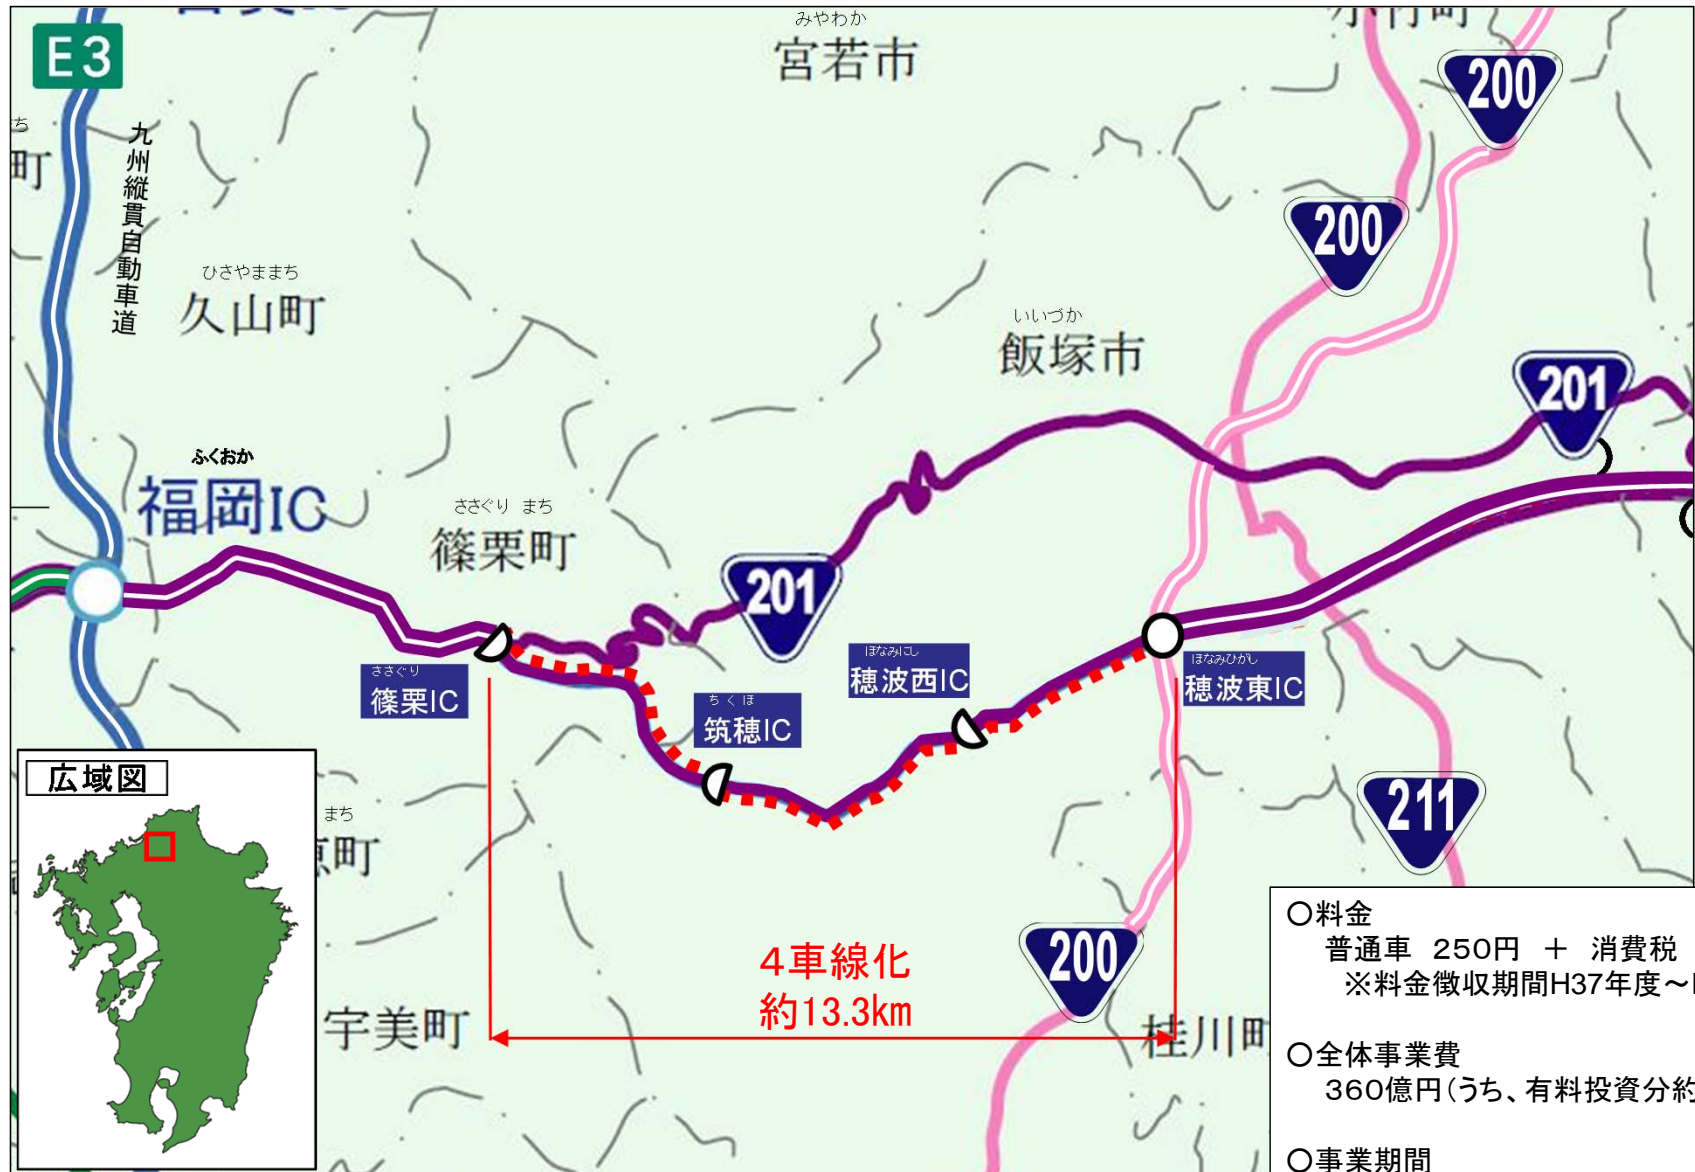 E3
九州縦貫自動車道
みやわか
宮若市
200
200
ち
町
ひさやままち
久山町
いいづか
飯塚市
201
ふくおか
福岡IC
ささぐり まち
篠栗町
201
ささぐり
篠栗IC
ちくほ
筑穂IC
ほなみにし
穂波西IC
ほなみひがし
穂波東IC
広域図
まち
町
211
200
4車線化
約13.3km
宇美町
桂川町
○料金
普通車 250円 + 消費税
※料金徴収期間H37年度～
○全体事業費
360億円(うち、有料投資分約
○事業期間